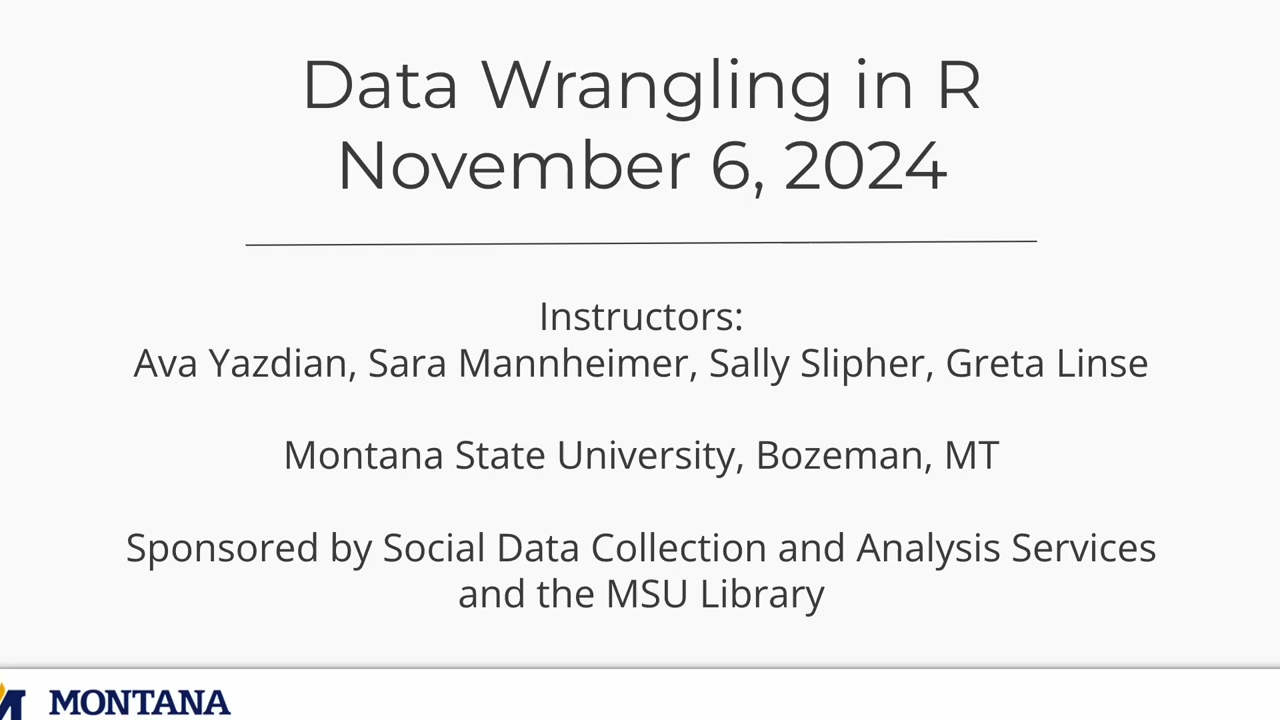 Data Wrangling in R
November 6, 2024
Instructors:
Ava Yazdian, Sara Mannheimer, Sally Slipher, Greta Linse
Montana State University, Bozeman, MT
Sponsored by Social Data Collection and Analysis Services
and the MSU Library
M MONTANA